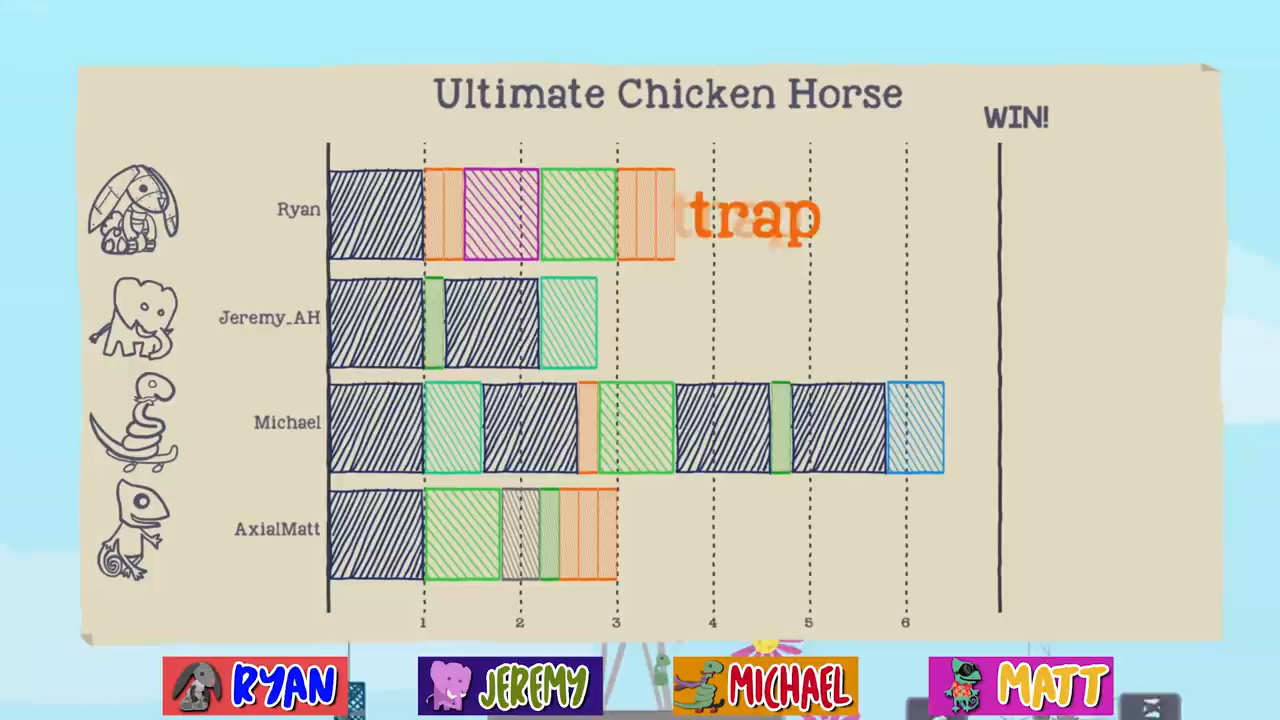 Ultimate Chicken Horse
WIN!
Ryan
trap
Jeremy_AH
Michael
AxialMatt
1 2 3 4 5 6
RYAN JEREMY MICHAEL MATT